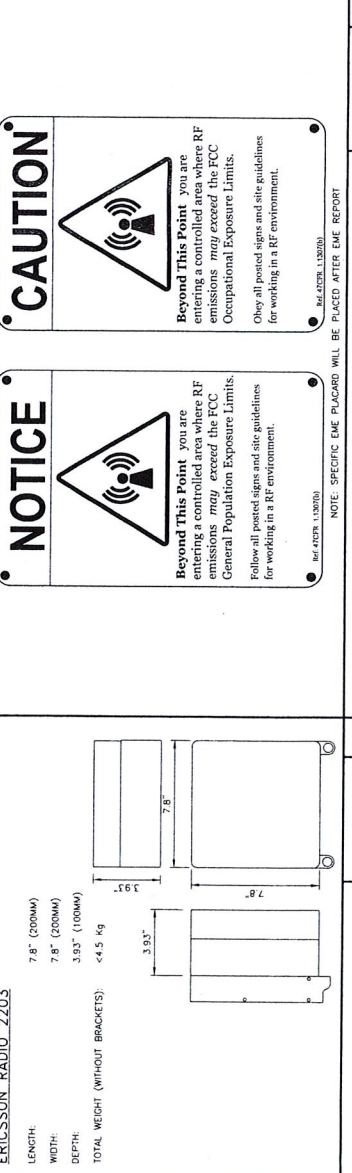 ERICSSON RADIO 2203
LENGTH: 7.8" (200MM)
WIDTH: 7.8" (200MM)
DEPTH: 3.93" (100MM)
TOTAL WEIGHT (WITHOUT BRACKETS): <4.5 Kg
3.93"
7.8"
3.93"
7.8"
NOTICE
Beyond This Point you are
entering a controlled area where RF
emissions may exceed the FCC
General Population Exposure Limits.
Follow all posted signs and site guidelines
for working in a RF environment.
Ref: 47CFR 1.1307(b)
CAUTION
Beyond This Point you are
entering a controlled area where RF
emissions may exceed the FCC
Occupational Exposure Limits.
Obey all posted signs and site guidelines
for working in a RF environment.
Ref: 47CFR 1.1307(b)
NOTE: SPECIFIC EME PLACARD WILL BE PLACED AFTER EME REPORT